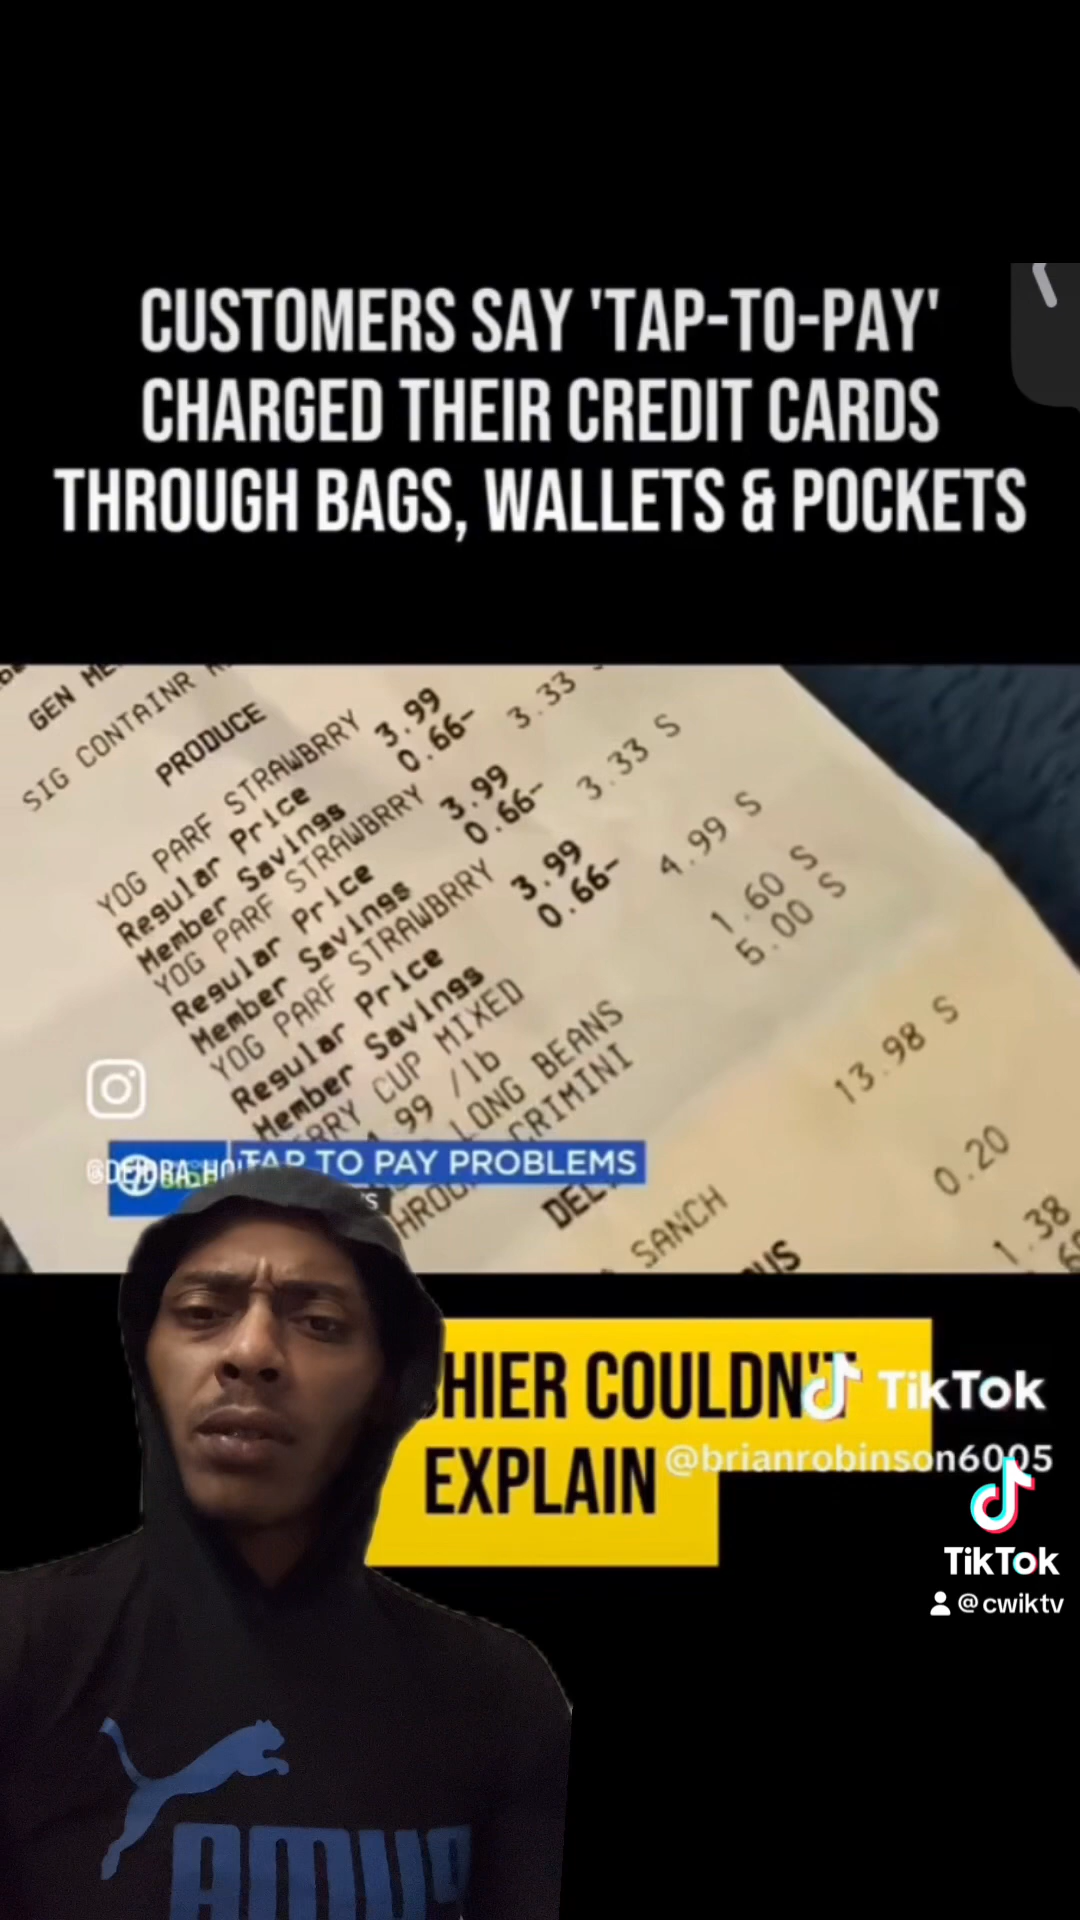 CUSTOMERS SAY 'TAP-TO-PAY'
CHARGED THEIR CREDIT CARDS
THROUGH BAGS, WALLETS & POCKETS
GEN
SIG CONTAINR
PRODUCE
YOG PARF STRAWBRRY 3.33
Regular Price 3.99
Member Savings 0.66-
YOG PARF STRAWBRRY 3.33 S
Regular Price 3.99
Member Savings 0.66-
YOG PARF STRAWBRRY
Regular Price 3.99
Member Savings 0.66-
CUP MIXED 4.99 S
99 /lb 1.60 S
LONG BEANS 5.00 S
CRIMINI
13.98 S
SANCH
0.20
1.38
TAP TO PAY PROBLEMS
HIER COULDN'T
EXPLAIN
TikTok
@brianrobinson6005
TikTok
@cwiktv
PUMA